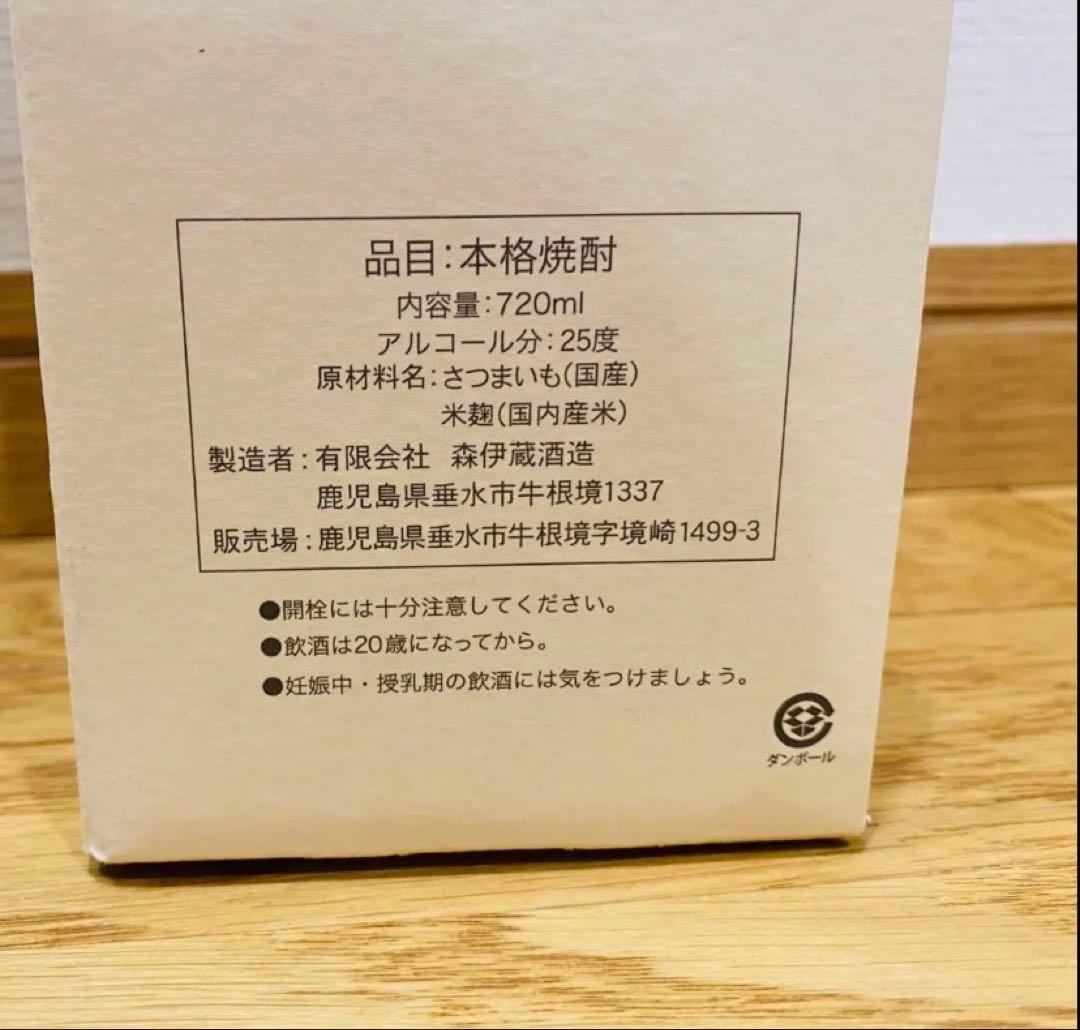 品目:本格焼酎
内容量:720ml
アルコール分:25度
原材料名:さつまいも(国産)
米麹(国内産米)
製造者:有限会社 森伊蔵酒造
鹿児島県垂水市牛根境1337
販売場:鹿児島県垂水市牛根境字境崎1499-3
●開栓には十分注意してください。
●飲酒は20歳になってから。
●妊娠中・授乳期の飲酒には気をつけましょう。
ダンボール